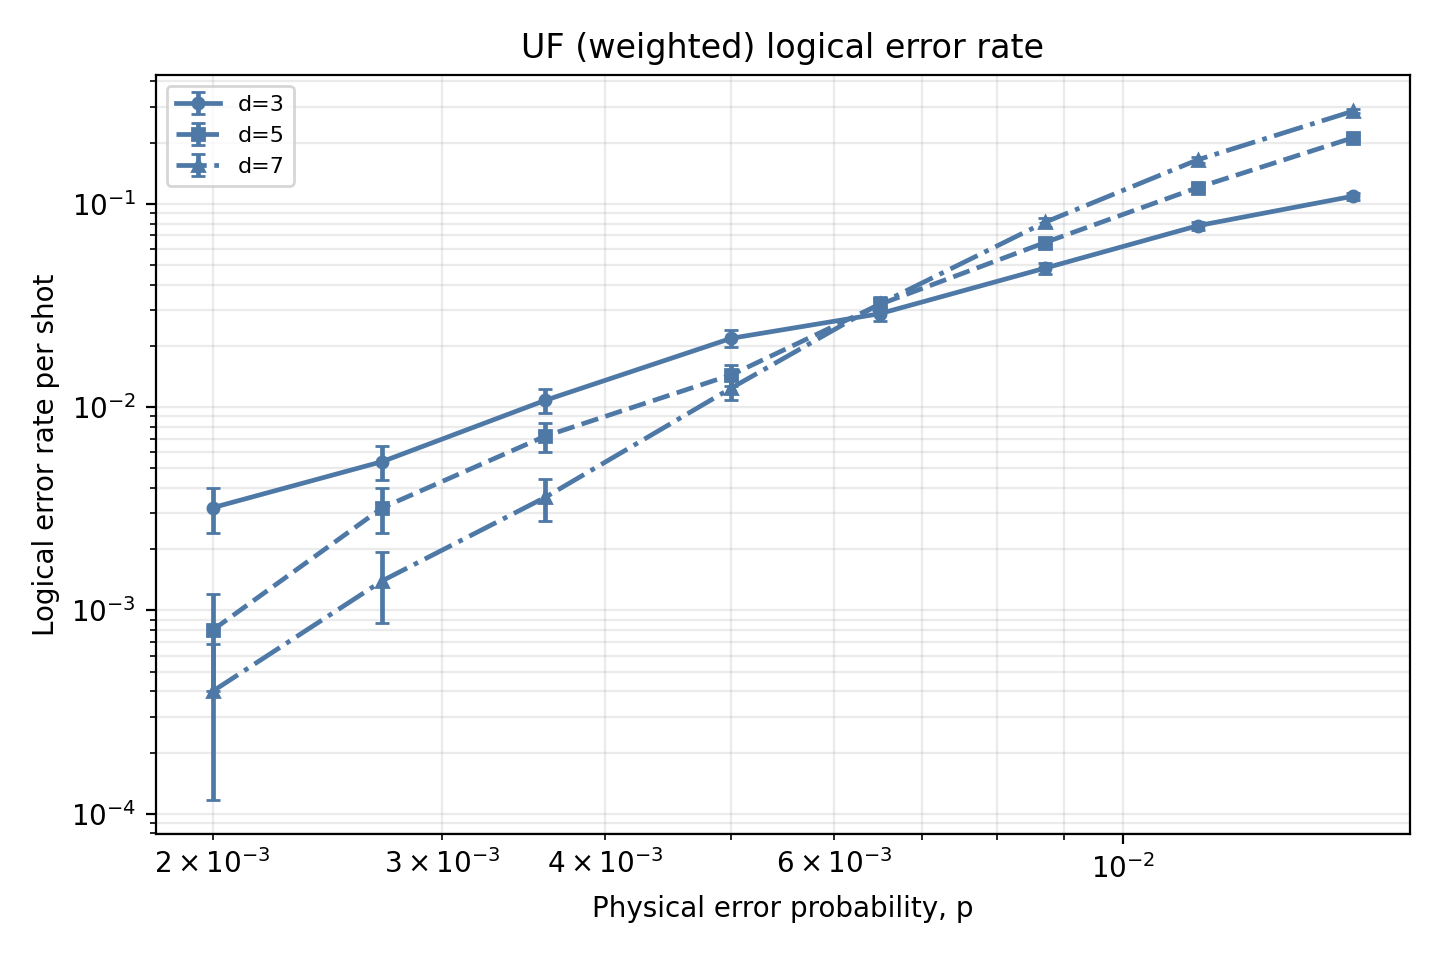 UF (weighted) logical error rate
d=3
d=5
d=7
Logical error rate per shot
10⁻¹
10⁻²
10⁻³
10⁻⁴
2 × 10⁻³
3 × 10⁻³
4 × 10⁻³
6 × 10⁻³
10⁻²
Physical error probability, p